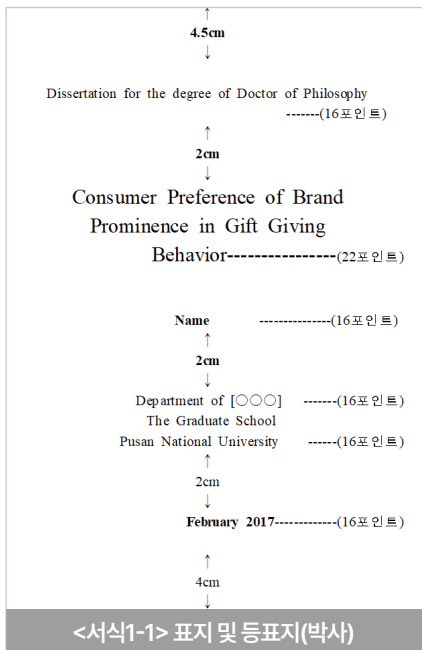 ↑
4.5cm
↓
Dissertation for the degree of Doctor of Philosophy
-------(16포인트)
↑
2cm
↓
Consumer Preference of Brand
Prominence in Gift Giving
Behavior----------------(22포인트)
Name --------------(16포인트)
↑
2cm
↓
Department of [○○○] -------(16포인트)
The Graduate School
Pusan National University ------(16포인트)
↑
2cm
↓
February 2017-------------(16포인트)
↑
4cm
↓
<서식1-1> 표지 및 등표지(박사)